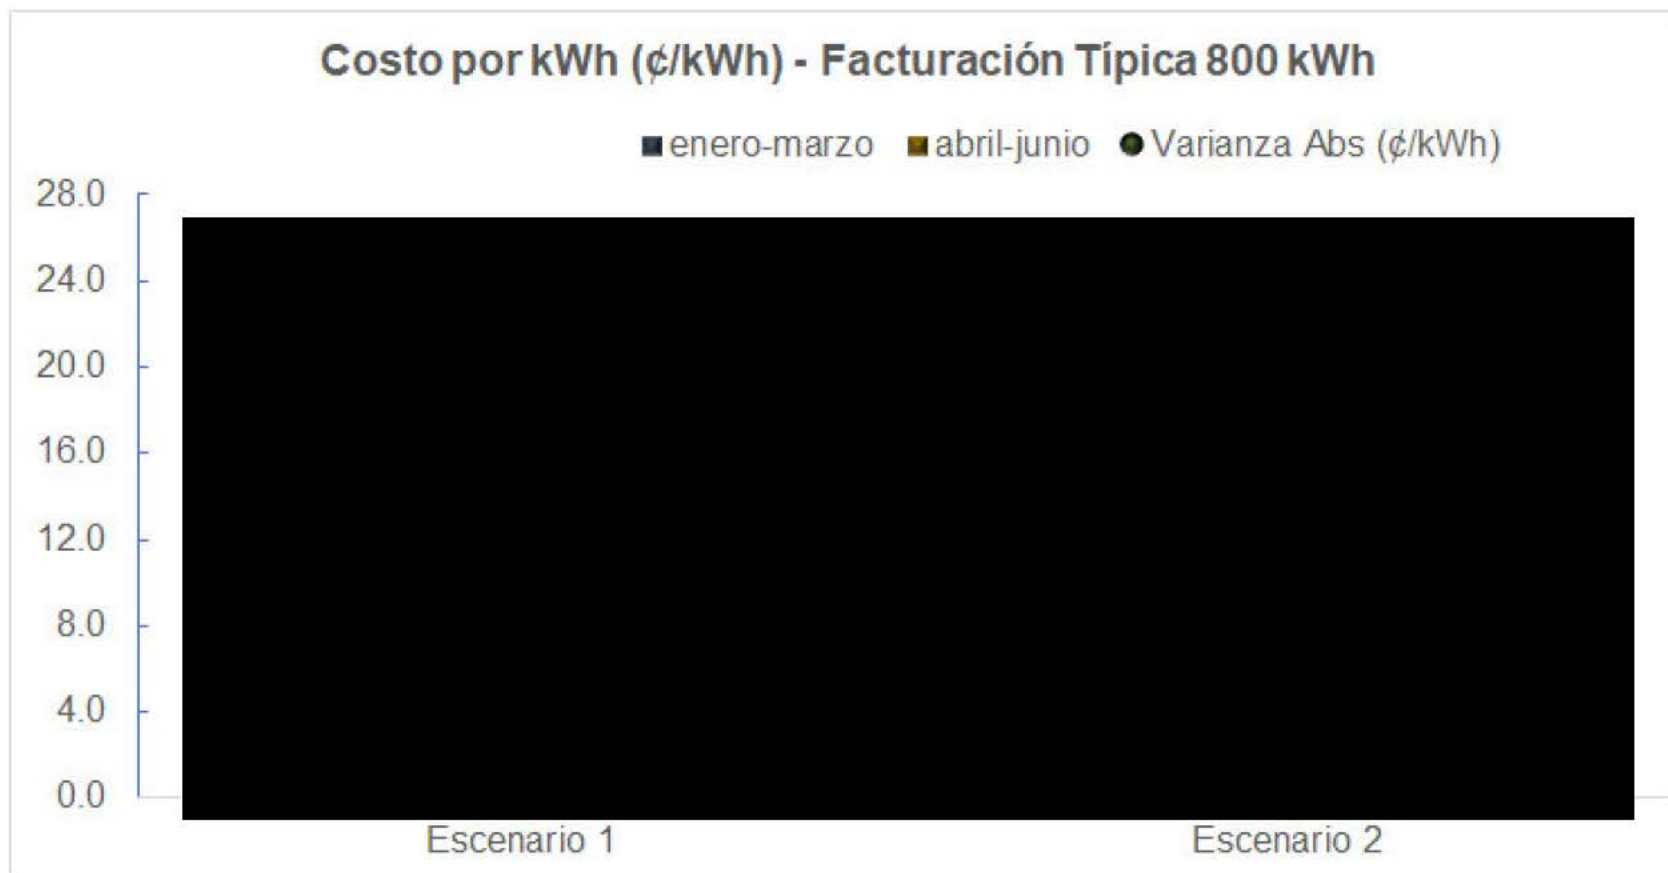 Costo por kWh (¢/kWh) - Facturación Típica 800 kWh
enero-marzo abril-junio Varianza Abs (¢/kWh)
28.0
24.0
20.0
16.0
12.0
8.0
4.0
0.0
Escenario 1 Escenario 2